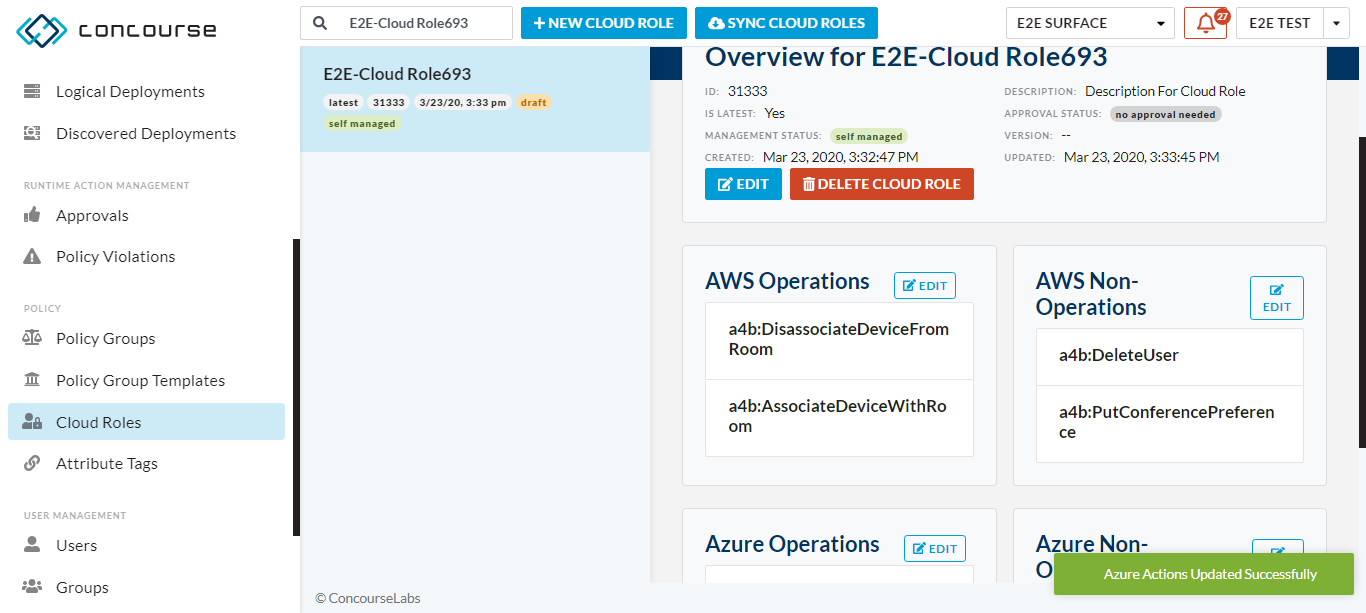 concourse
E2E-Cloud Role693
NEW CLOUD ROLE
SYNC CLOUD ROLES
E2E SURFACE
27
E2E TEST
Logical Deployments
Discovered Deployments
RUNTIME ACTION MANAGEMENT
Approvals
Policy Violations
POLICY
Policy Groups
Policy Group Templates
Cloud Roles
Attribute Tags
USER MANAGEMENT
Users
Groups
E2E-Cloud Role693
latest 31333 3/23/20, 3:33 pm draft
self managed
Overview for E2E-Cloud Role693
ID: 31333
IS LATEST: Yes
MANAGEMENT STATUS: self managed
CREATED: Mar 23, 2020, 3:32:47 PM
DESCRIPTION: Description For Cloud Role
APPROVAL STATUS: no approval needed
VERSION: --
UPDATED: Mar 23, 2020, 3:33:45 PM
EDIT
DELETE CLOUD ROLE
AWS Operations
EDIT
a4b:DisassociateDeviceFrom
Room
a4b:AssociateDeviceWithRo
om
AWS Non-
Operations
EDIT
a4b:DeleteUser
a4b:PutConferencePreferen
ce
Azure Operations
EDIT
Azure Non-
Azure Actions Updated Successfully
© ConcourseLabs